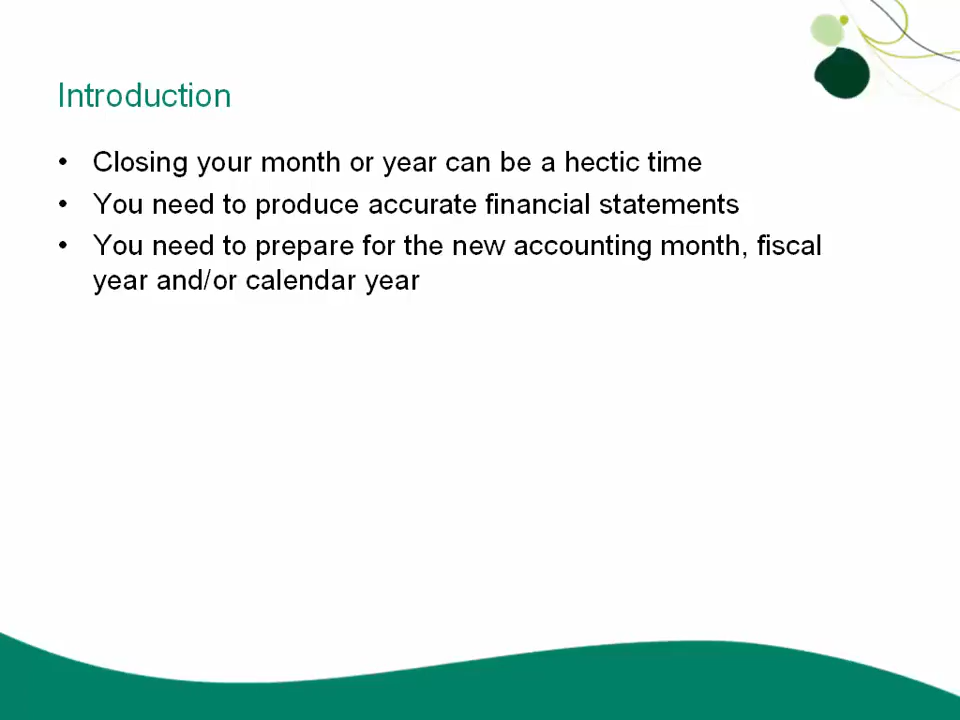 Introduction
• Closing your month or year can be a hectic time
• You need to produce accurate financial statements
• You need to prepare for the new accounting month, fiscal
year and/or calendar year